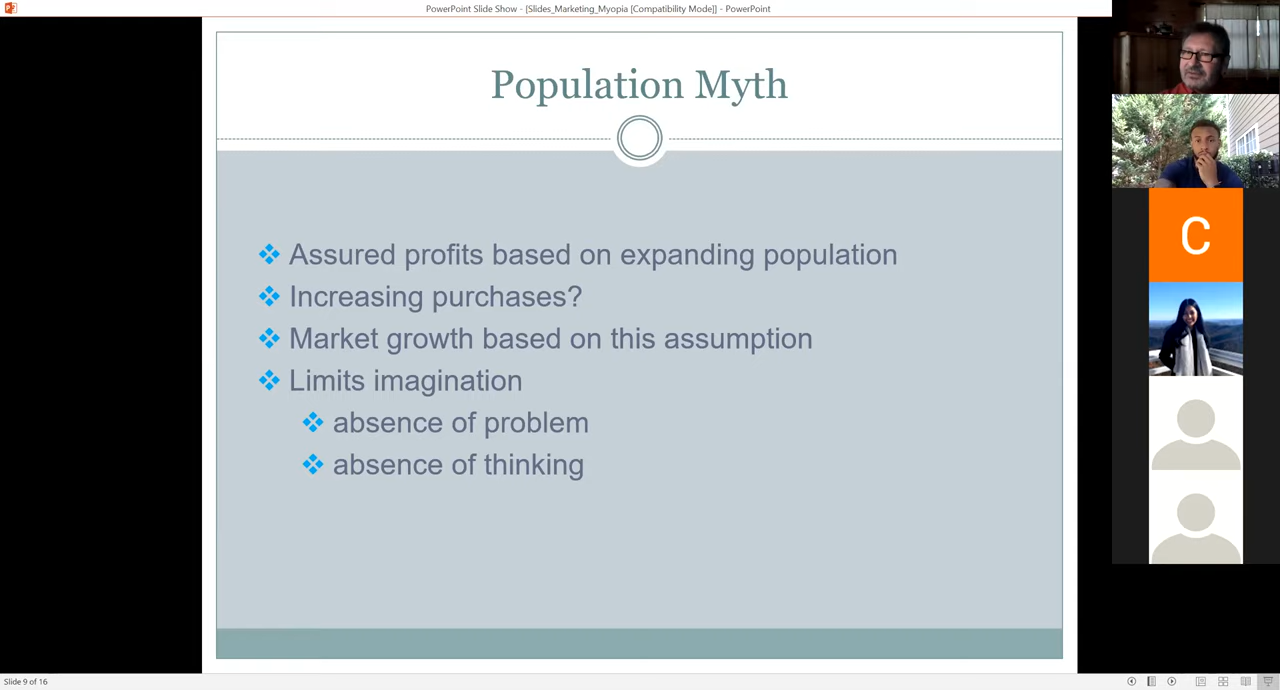 PowerPoint Slide Show - [Slides_Marketing_Myopia [Compatibility Mode]] - PowerPoint
Population Myth
Assured profits based on expanding population
Increasing purchases?
Market growth based on this assumption
Limits imagination
absence of problem
absence of thinking
C
Slide 9 of 16